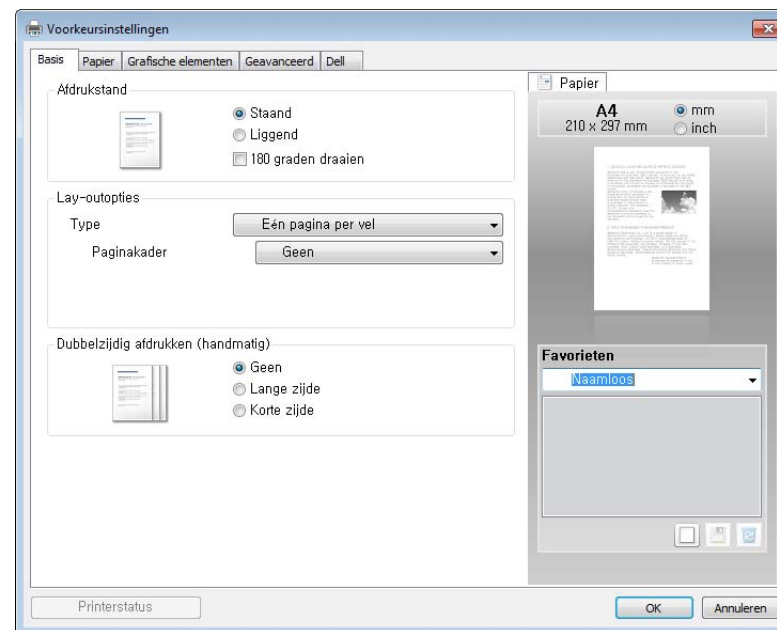 Voorkeursinstellingen
Basis Papier Grafische elementen Geavanceerd Dell
Afdrukstand
Staand
Liggend
180 graden draaien
Lay-outopties
Type Eén pagina per vel
Paginakader Geen
Dubbelzijdig afdrukken (handmatig)
Geen
Lange zijde
Korte zijde
Papier
A4
210 x 297 mm
mm
inch
Favorieten
Naamloos
Printerstatus
OK Annuleren